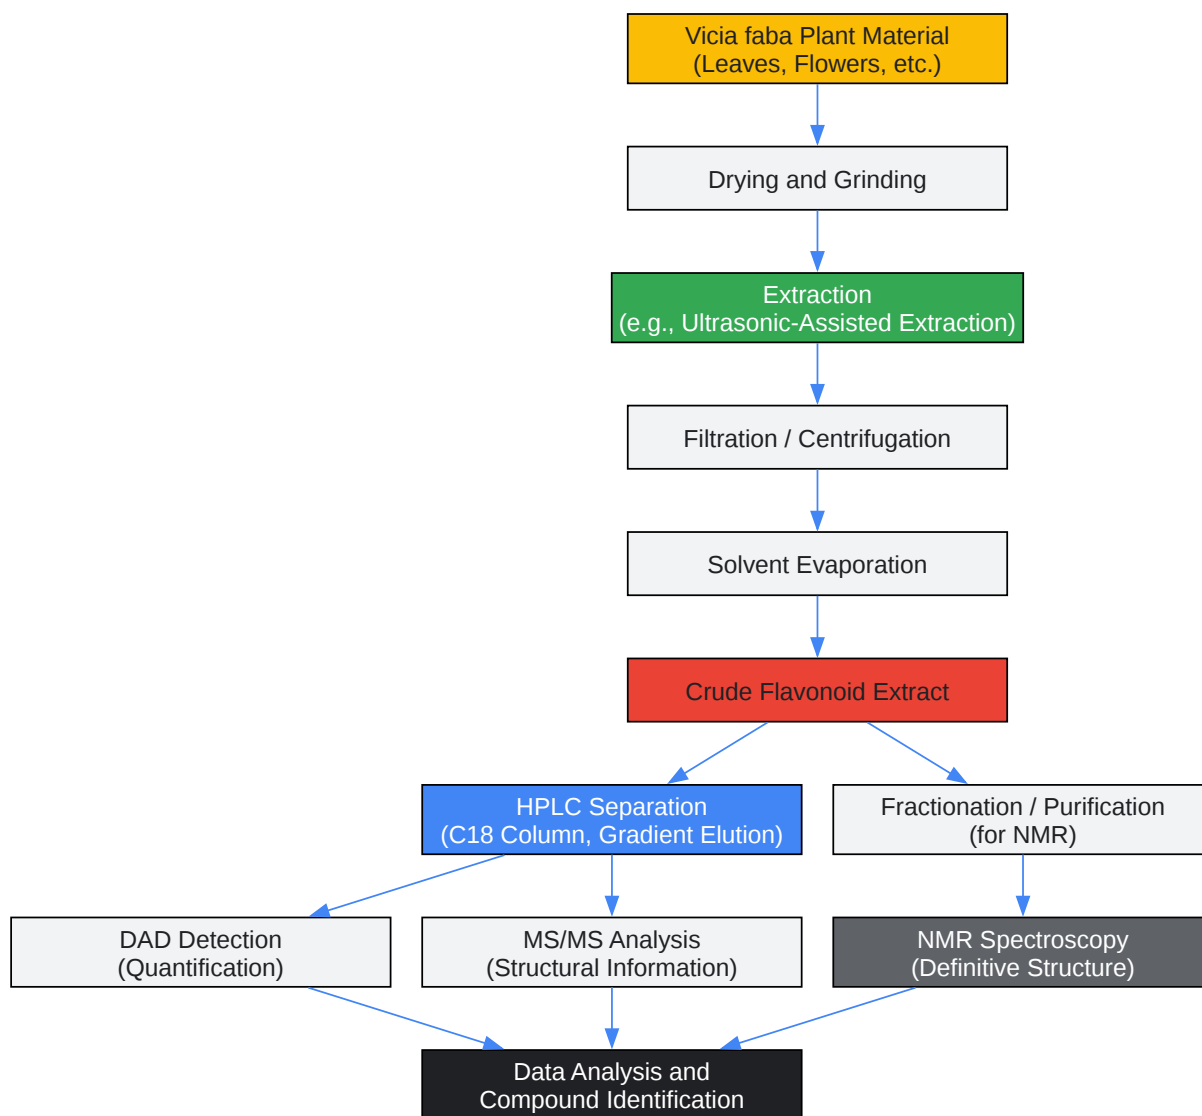 Vicia faba Plant Material
(Leaves, Flowers, etc.)
Drying and Grinding
Extraction
(e.g., Ultrasonic-Assisted Extraction)
Filtration / Centrifugation
Solvent Evaporation
Crude Flavonoid Extract
HPLC Separation
(C18 Column, Gradient Elution)
Fractionation / Purification
(for NMR)
DAD Detection
(Quantification)
MS/MS Analysis
(Structural Information)
NMR Spectroscopy
(Definitive Structure)
Data Analysis and
Compound Identification